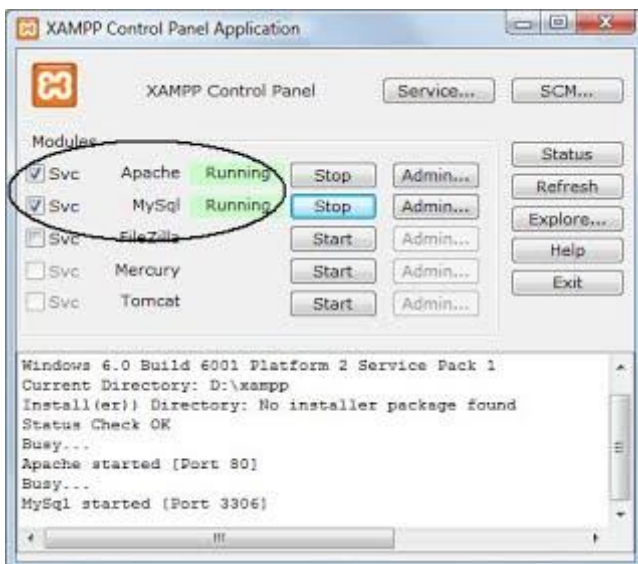 XAMPP Control Panel Application
XAMPP Control Panel Service... SCM...
Modules
Svc Apache Running Stop Admin... Status
Svc MySql Running Stop Admin... Refresh
Svc FileZilla Start Admin... Explore...
Svc Mercury Start Admin... Help
Svc Tomcat Start Admin... Exit
Windows 6.0 Build 6001 Platform 2 Service Pack 1
Current Directory: D:\xampp
Install(er)) Directory: No installer package found
Status Check OK
Busy...
Apache started [Port 80]
Busy...
MySql started [Port 3306]